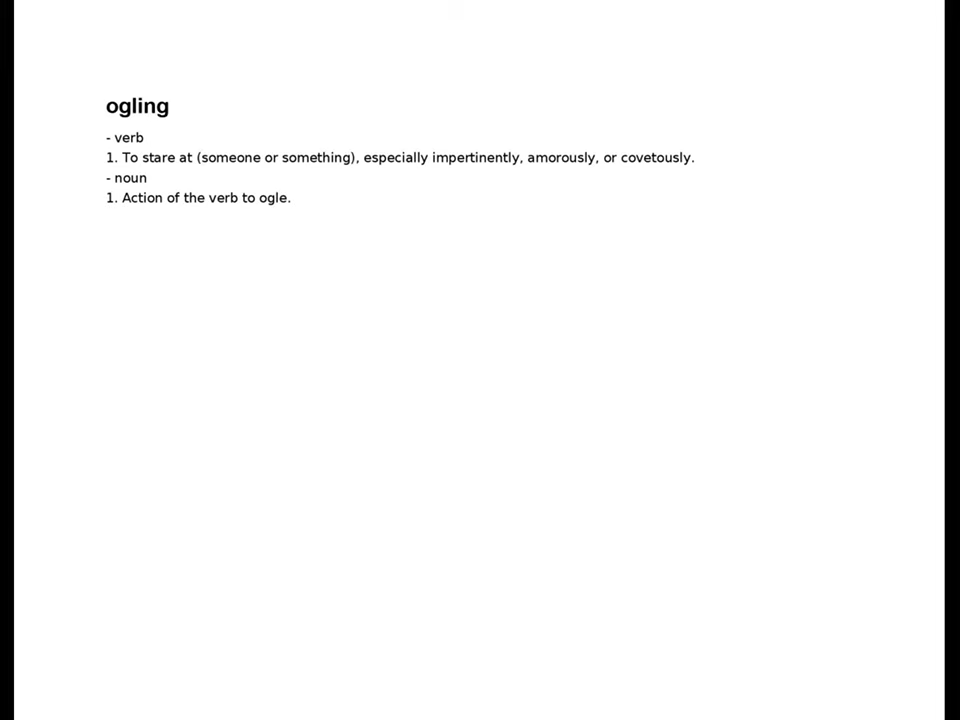 ogling
- verb
1. To stare at (someone or something), especially impertinently, amorously, or covetously.
- noun
1. Action of the verb to ogle.